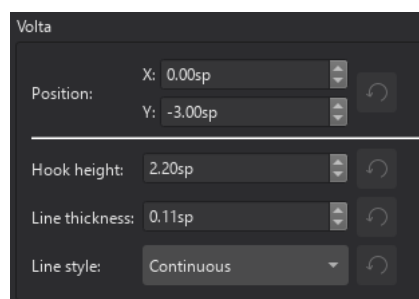 Volta
Position:
X: 0.00sp
Y: -3.00sp
Hook height: 2.20sp
Line thickness: 0.11sp
Line style: Continuous